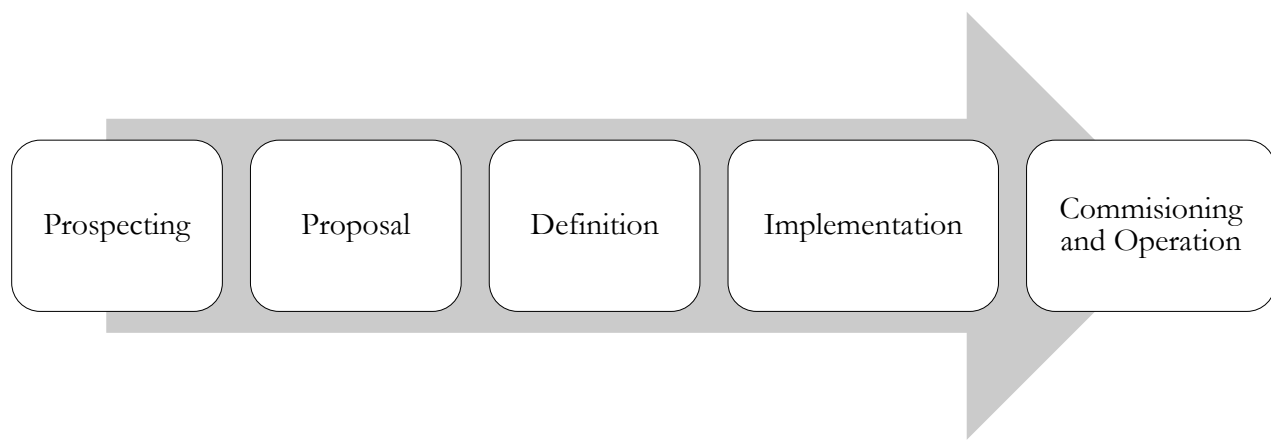 Prospecting
Proposal
Definition
Implementation
Commisioning
and Operation